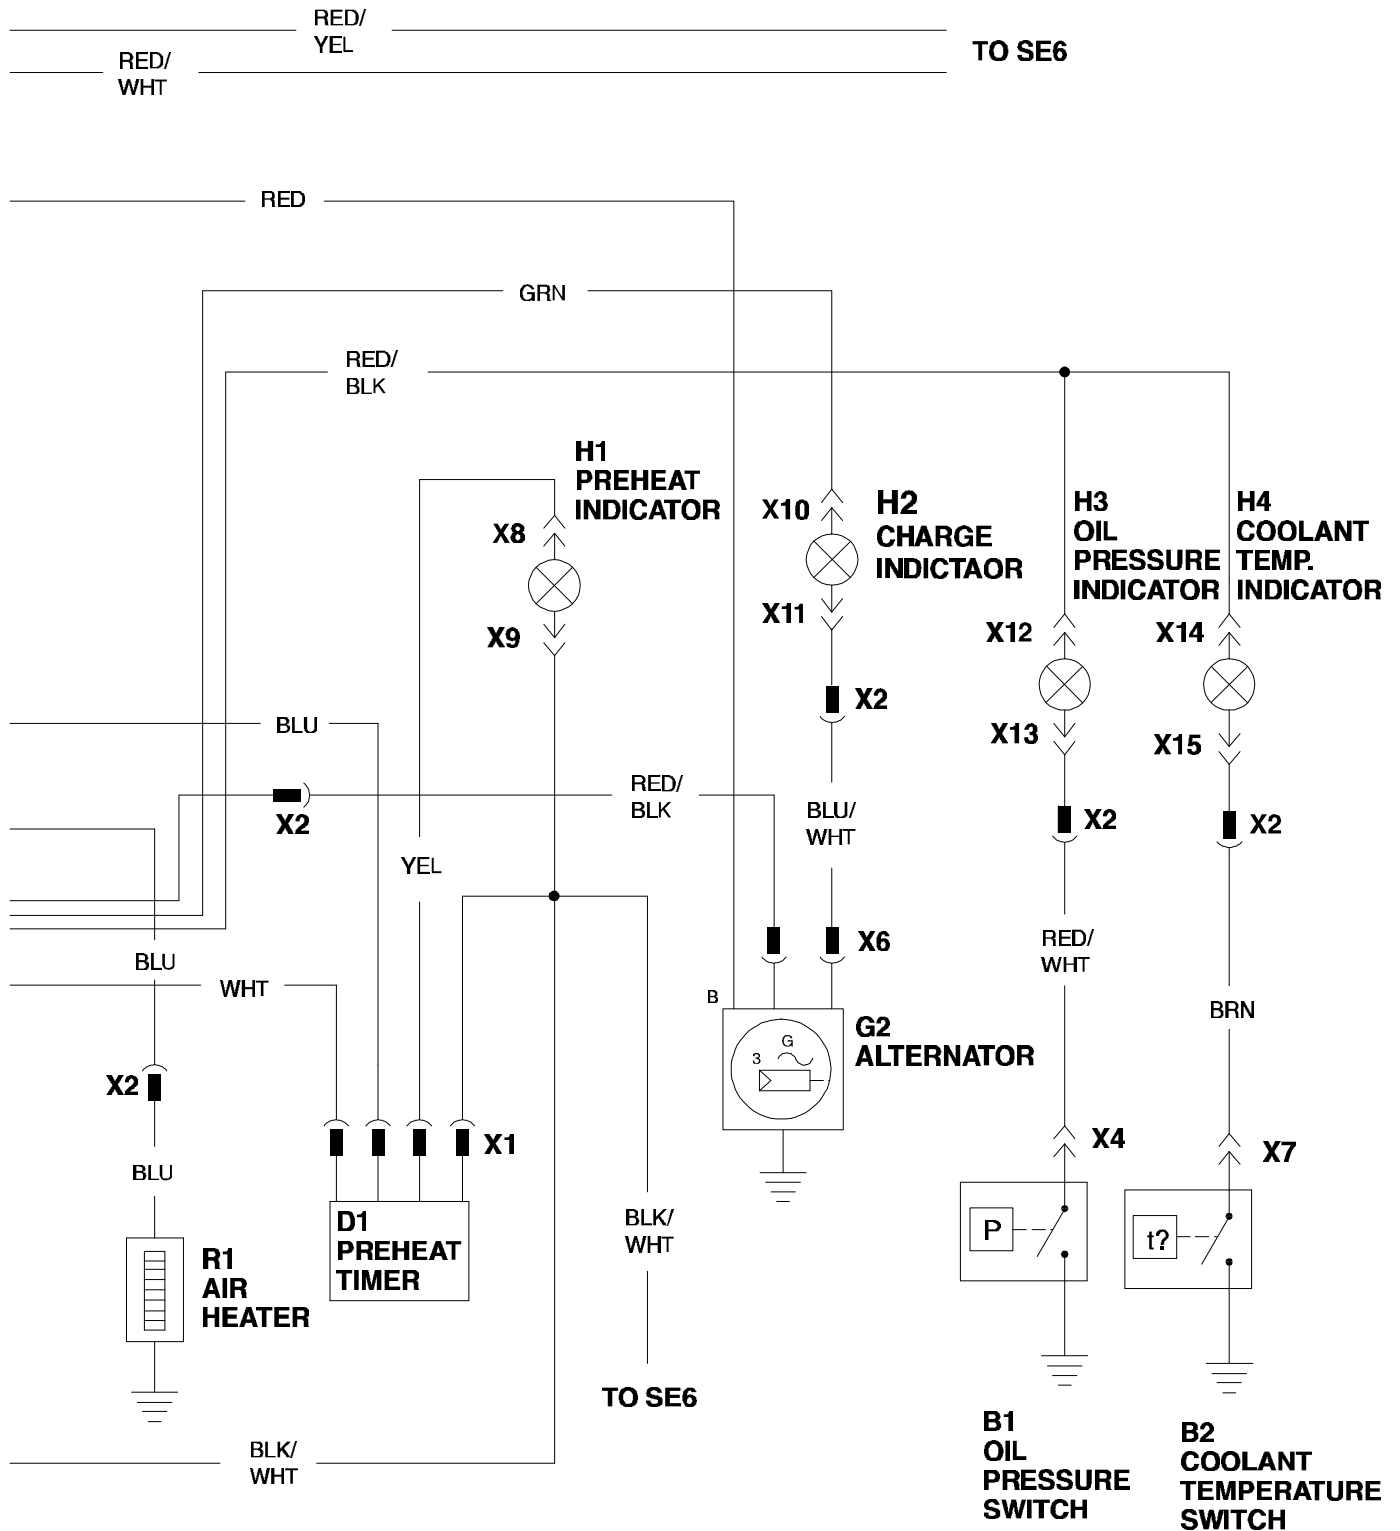 RED/
YEL
TO SE6
RED/
WHT
RED
GRN
RED/
BLK
H1
PREHEAT
INDICATOR
X8
X9
X10
H2
CHARGE
INDICTAOR
X11
H3
OIL
PRESSURE
INDICATOR
H4
COOLANT
TEMP.
INDICATOR
X12
X14
X13
X15
X2
BLU
RED/
BLK
X2
BLU/
WHT
X2
X2
YEL
BLU
WHT
X6
RED/
WHT
BRN
B
G
3
G2
ALTERNATOR
X2
X1
X4
X7
BLU
D1
PREHEAT
TIMER
R1
AIR
HEATER
BLK/
WHT
P
t?
TO SE6
BLK/
WHT
B1
OIL
PRESSURE
SWITCH
B2
COOLANT
TEMPERATURE
SWITCH